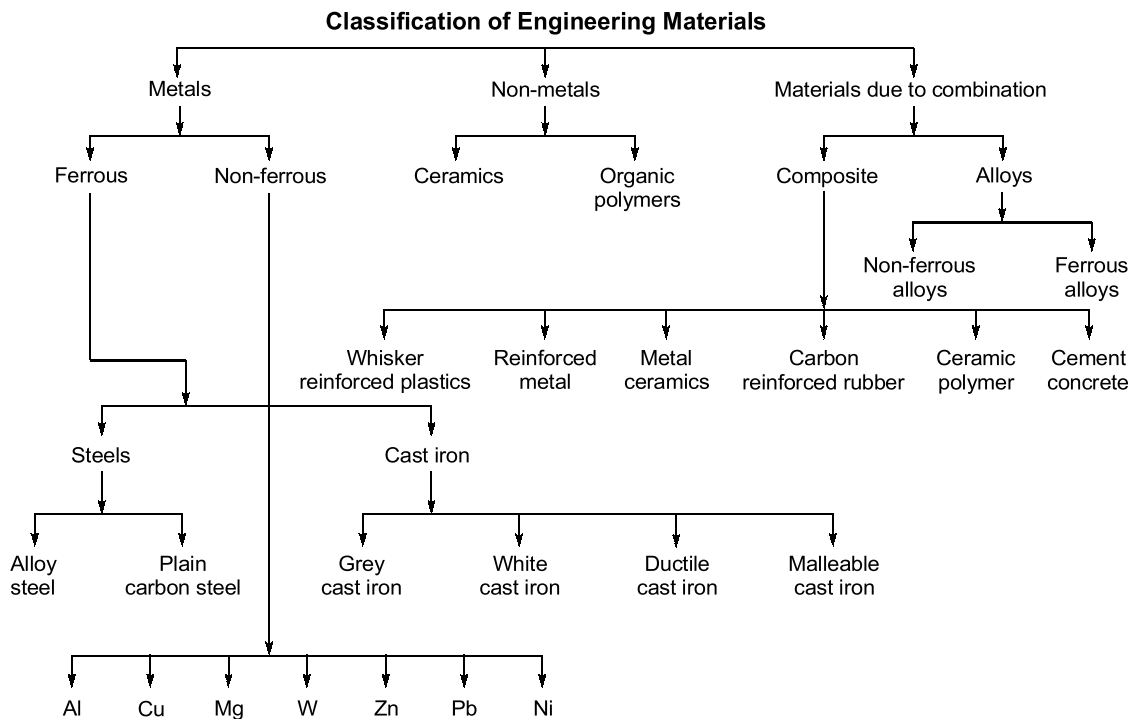 Classification of Engineering Materials
Metals
Non-metals
Materials due to combination
Ferrous
Non-ferrous
Ceramics
Organic
polymers
Composite
Alloys
Non-ferrous
alloys
Ferrous
alloys
Whisker
reinforced plastics
Reinforced
metal
Metal
ceramics
Carbon
reinforced rubber
Ceramic
polymer
Cement
concrete
Steels
Cast iron
Alloy
steel
Plain
carbon steel
Grey
cast iron
White
cast iron
Ductile
cast iron
Malleable
cast iron
Al
Cu
Mg
W
Zn
Pb
Ni